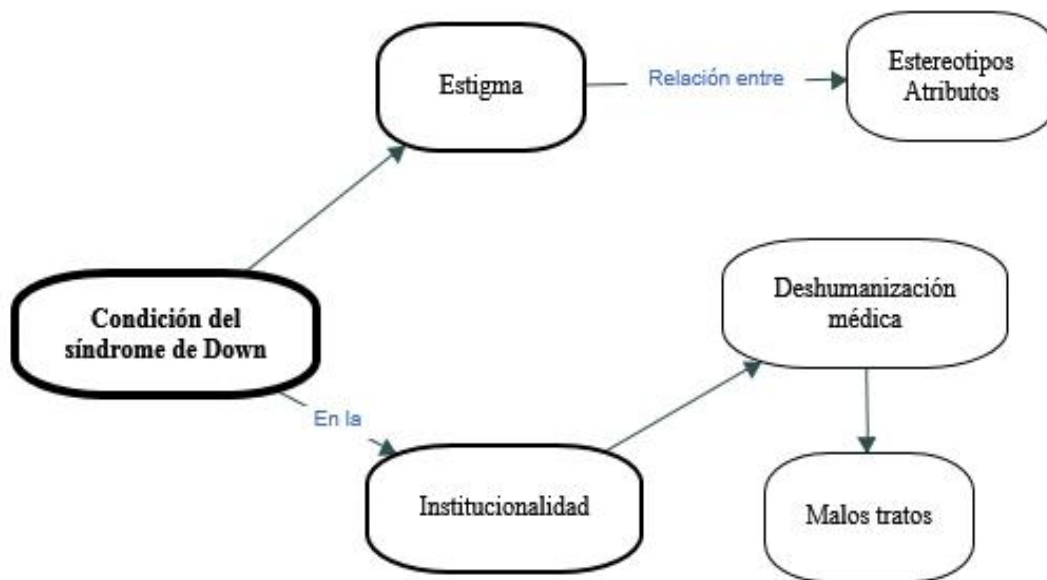 Estigma
Relación entre
Estereotipos
Atributos
Condición del
síndrome de Down
En la
Institucionalidad
Deshumanización
médica
Malos tratos